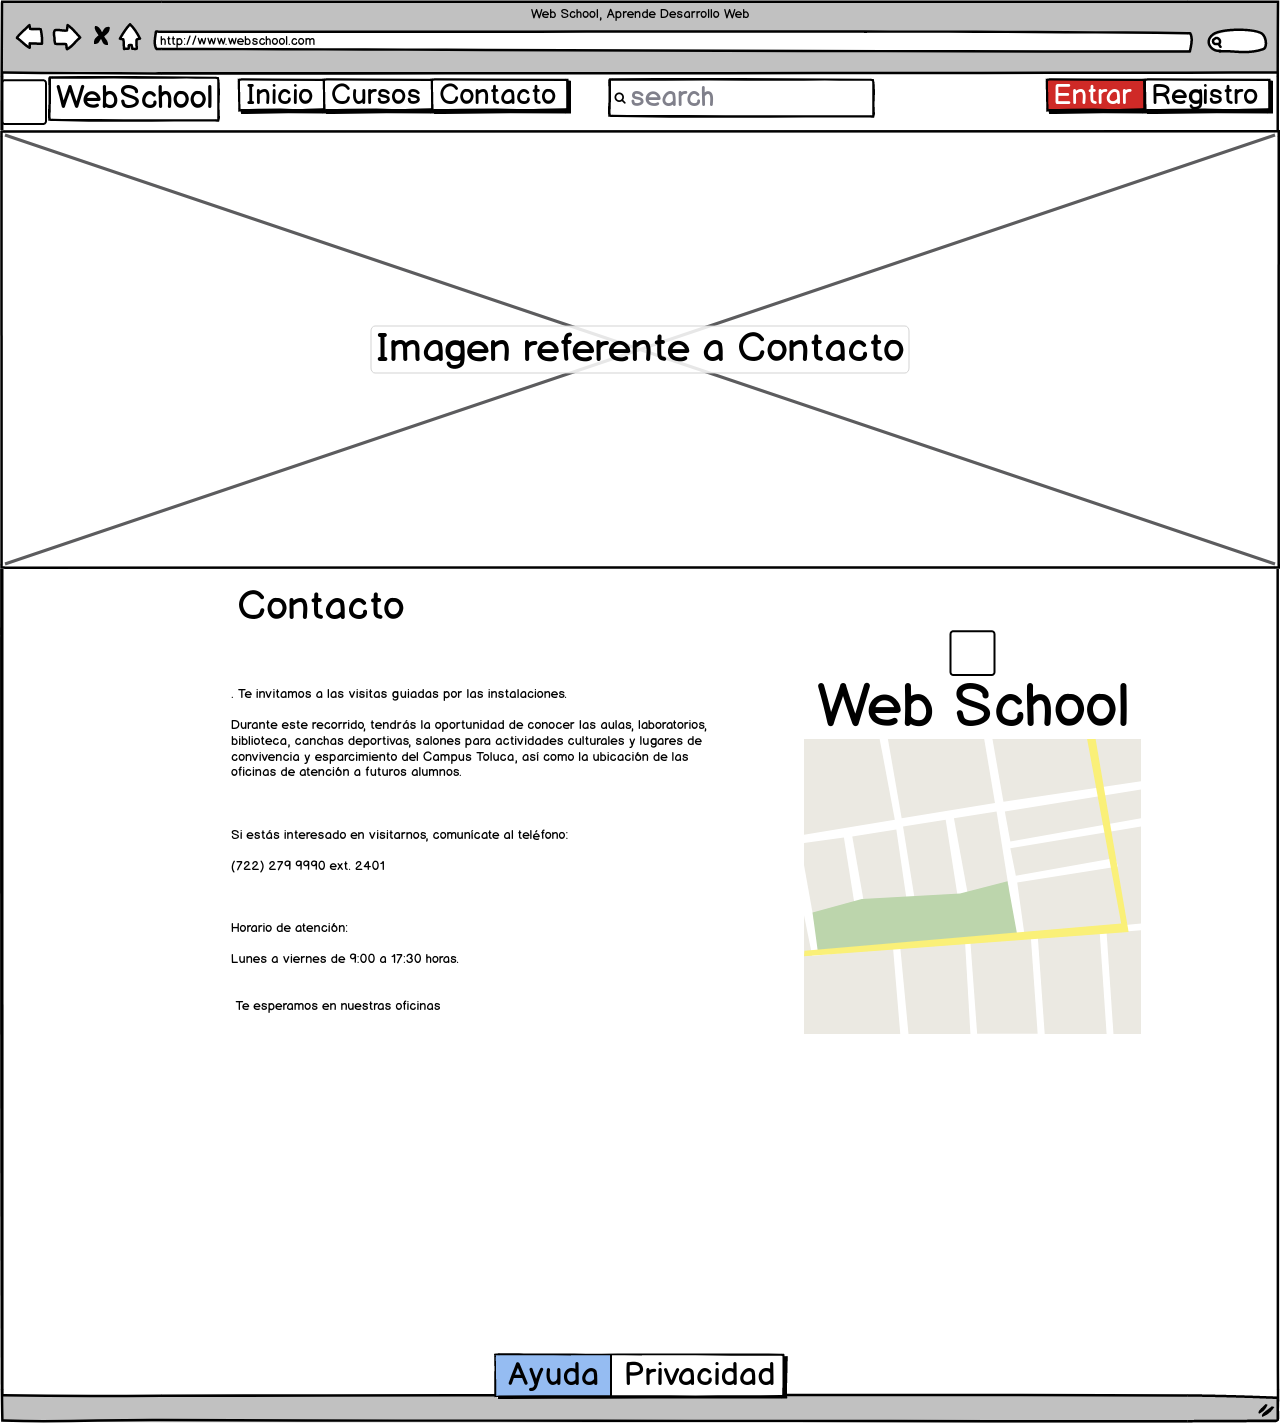 Web School, Aprende Desarrollo Web
http://www.webschool.com
WebSchool
Inicio Cursos Contacto
search
Entrar Registro
Imagen referente a Contacto
Contacto
. Te invitamos a las visitas guiadas por las instalaciones.
Durante este recorrido, tendrás la oportunidad de conocer las aulas, laboratorios,
biblioteca, canchas deportivas, salones para actividades culturales y lugares de
convivencia y esparcimiento del Campus Toluca, así como la ubicación de las
oficinas de atención a futuros alumnos.
Si estás interesado en visitarnos, comunícate al teléfono:
(722) 279 9990 ext. 2401
Horario de atención:
Lunes a viernes de 9:00 a 17:30 horas.
Te esperamos en nuestras oficinas
Web School
Ayuda Privacidad